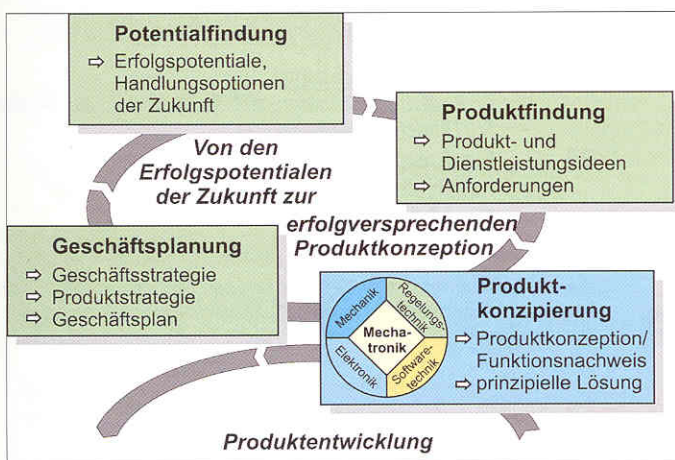 Potentialfindung
⇨ Erfolgspotentiale,
Handlungsoptionen
der Zukunft
Produktfindung
⇨ Produkt- und
Dienstleistungsideen
⇨ Anforderungen
Von den
Erfolgspotentialen
der Zukunft zur
erfolgversprechenden
Produktkonzeption
Geschäftsplanung
⇨ Geschäftsstrategie
⇨ Produktstrategie
⇨ Geschäftsplan
Mechanik
Regelungs-
technik
Mecha-
tronik
Elektronik
Software-
technik
Produkt-
konzipierung
⇨ Produktkonzeption/
Funktionsnachweis
⇨ prinzipielle Lösung
Produktentwicklung